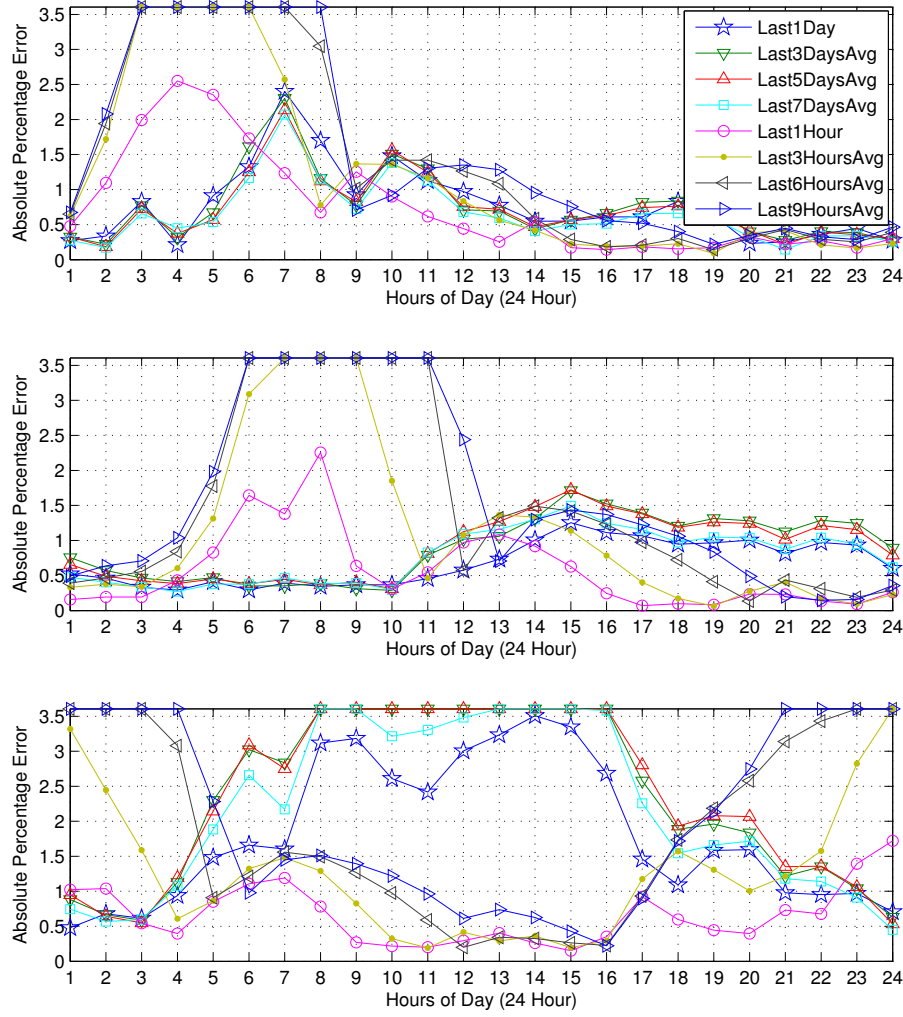 3.5
3
2.5
2
1.5
1
0.5
0
Absolute Percentage Error
1 2 3 4 5 6 7 8 9 10 11 12 13 14 15 16 17 18 19 20 21 22 23 24
Hours of Day (24 Hour)
Last1Day
Last3DaysAvg
Last5DaysAvg
Last7DaysAvg
Last1Hour
Last3HoursAvg
Last6HoursAvg
Last9HoursAvg
3.5
3
2.5
2
1.5
1
0.5
0
Absolute Percentage Error
1 2 3 4 5 6 7 8 9 10 11 12 13 14 15 16 17 18 19 20 21 22 23 24
Hours of Day (24 Hour)
3.5
3
2.5
2
1.5
1
0.5
0
Absolute Percentage Error
1 2 3 4 5 6 7 8 9 10 11 12 13 14 15 16 17 18 19 20 21 22 23 24
Hours of Day (24 Hour)